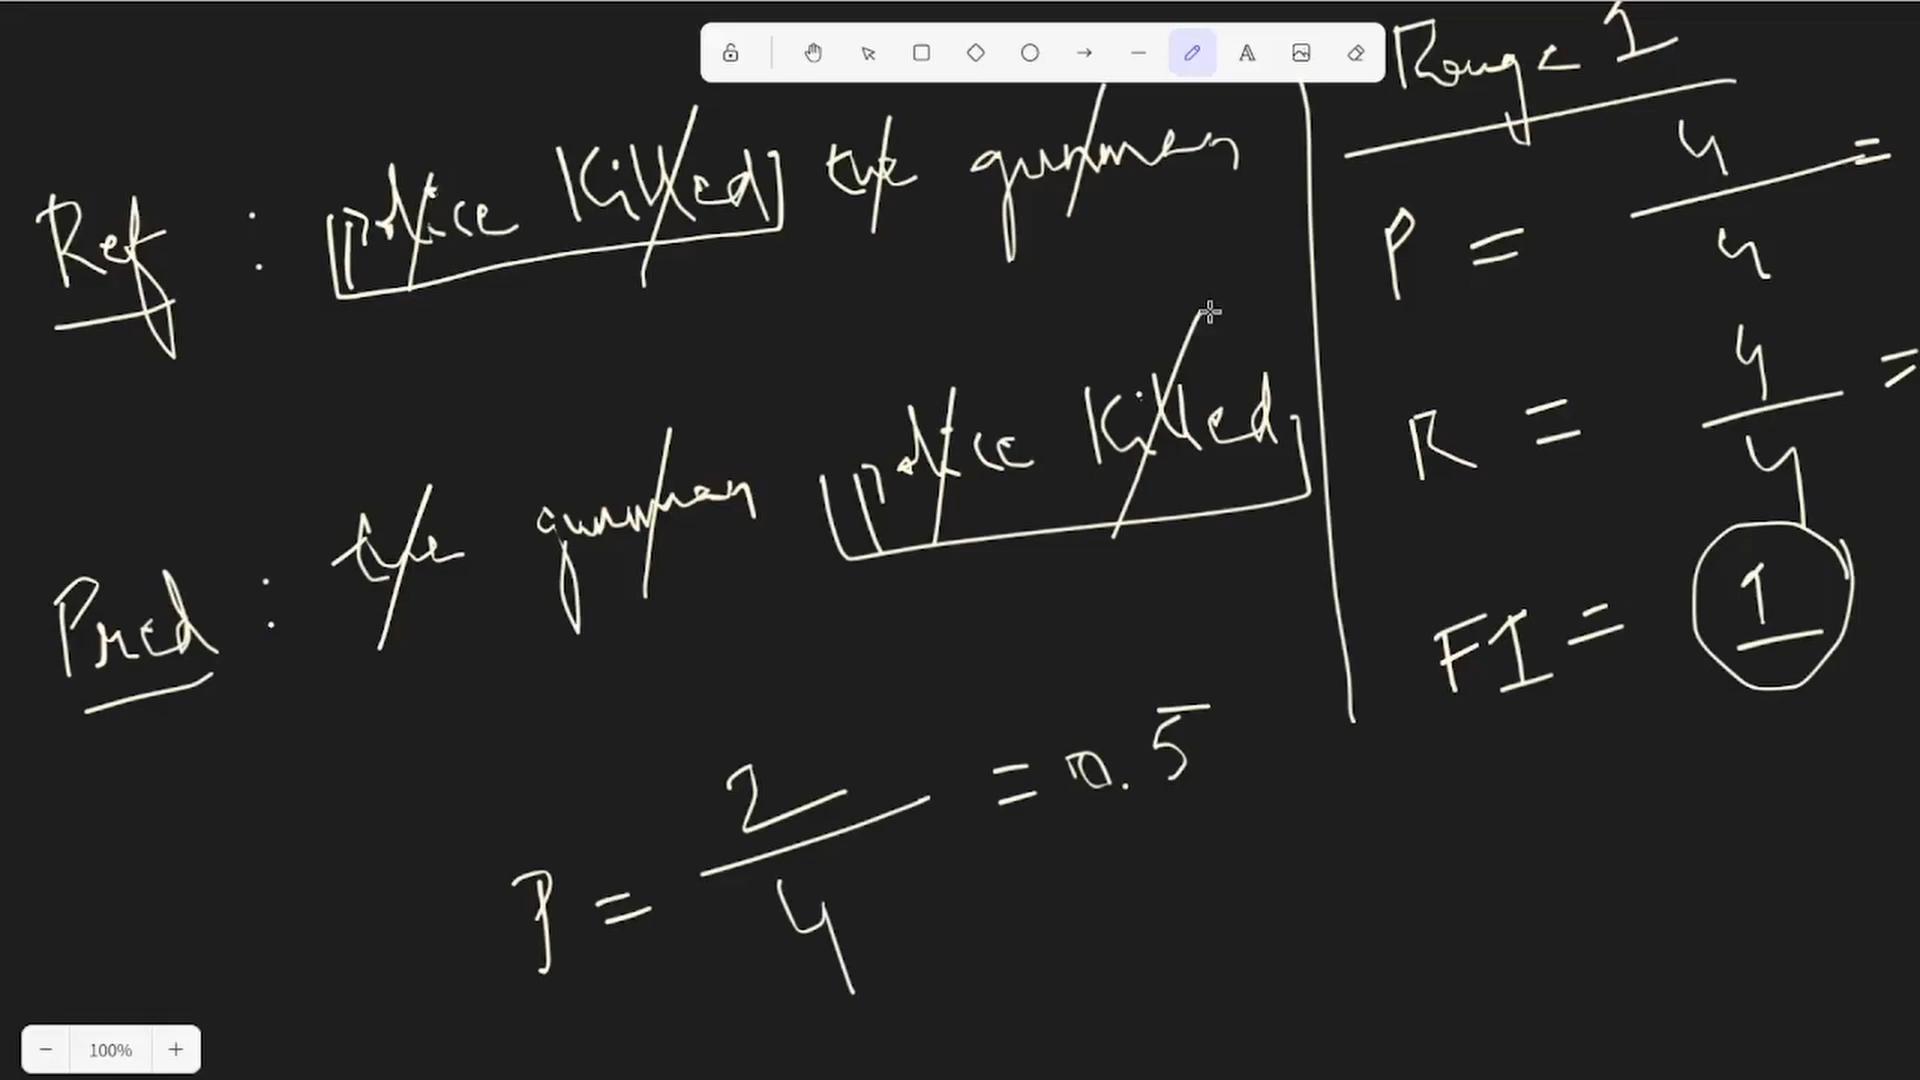 Rouge 1
Ref : police killed the gunman
P = 4/4 =
R = 4/4 =
Pred : the gunman police killed
F1 = 1
P = 2/4 = 0.5
100%